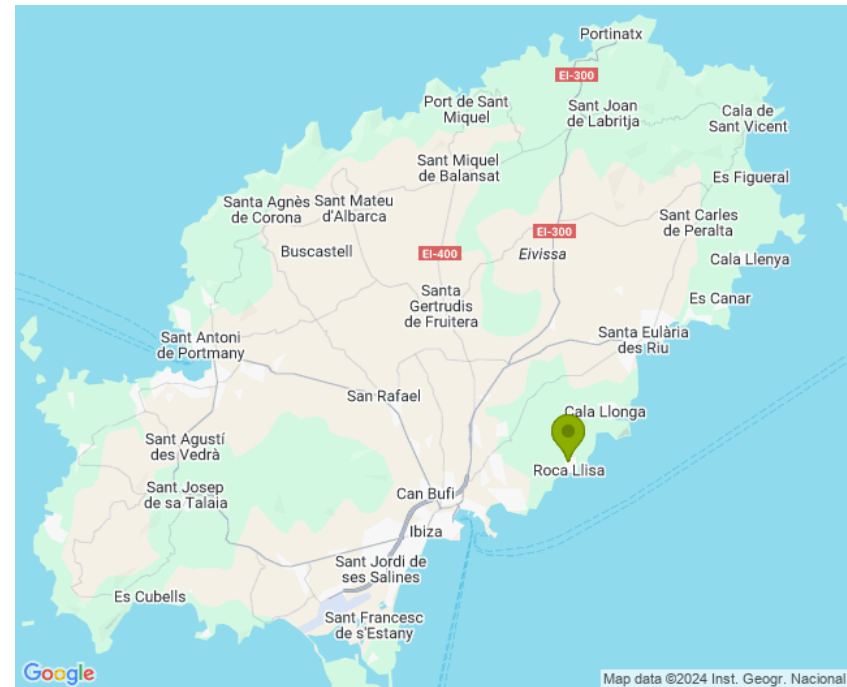 Portinatx
EI-300
Port de Sant
Miquel
Sant Joan
de Labritja
Cala de
Sant Vicent
Sant Miquel
de Balansat
Es Figueral
Santa Agnès
de Corona
Sant Mateu
d'Albarca
Sant Carles
de Peralta
EI-300
Buscastell
EI-400
Eivissa
Cala Llenya
Santa
Gertrudis
de Fruitera
Es Canar
Sant Antoni
de Portmany
Santa Eulària
des Riu
San Rafael
Cala Llonga
Sant Agustí
des Vedrà
Roca Llisa
Sant Josep
de sa Talaia
Can Bufi
Ibiza
Sant Jordi de
ses Salines
Es Cubells
Sant Francesc
de s'Estany
Google
Map data ©2024 Inst. Geogr. Nacional